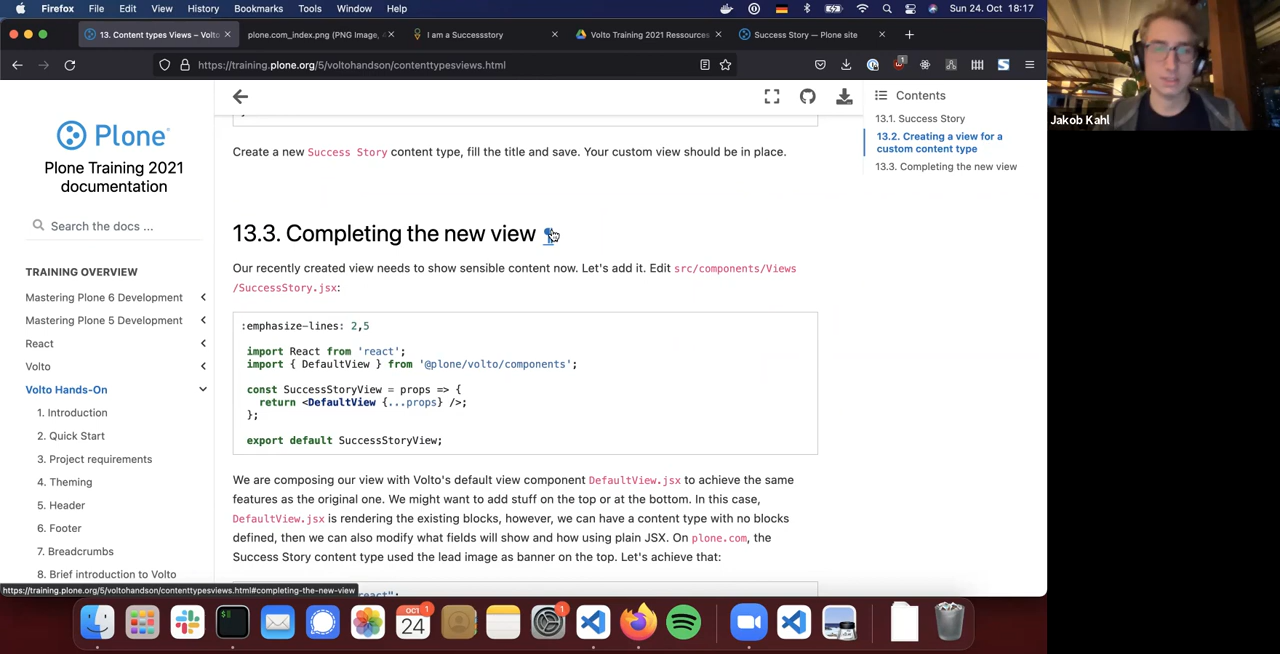 Firefox File Edit View History Bookmarks Tools Window Help Sun 24. Oct 18:17
13. Content types Views – Volto
plone.com_index.png (PNG Image,
I am a Successstory
Volto Training 2021 Ressources
Success Story — Plone site
https://training.plone.org/5/voltohandson/contenttypesviews.html
Plone
Plone Training 2021
documentation
Search the docs ...
TRAINING OVERVIEW
Mastering Plone 6 Development
Mastering Plone 5 Development
React
Volto
Volto Hands-On
1. Introduction
2. Quick Start
3. Project requirements
4. Theming
5. Header
6. Footer
7. Breadcrumbs
8. Brief introduction to Volto
https://training.plone.org/5/voltohandson/contenttypesviews.html#completing-the-new-view
Create a new Success Story content type, fill the title and save. Your custom view should be in place.
13.3. Completing the new view
Our recently created view needs to show sensible content now. Let's add it. Edit src/components/Views
/SuccessStory.jsx:
:emphasize-lines: 2,5
import React from 'react';
import { DefaultView } from '@plone/volto/components';
const SuccessStoryView = props => {
return <DefaultView {...props} />;
};
export default SuccessStoryView;
We are composing our view with Volto's default view component DefaultView.jsx to achieve the same
features as the original one. We might want to add stuff on the top or at the bottom. In this case,
DefaultView.jsx is rendering the existing blocks, however, we can have a content type with no blocks
defined, then we can also modify what fields will show and how using plain JSX. On plone.com, the
Success Story content type used the lead image as banner on the top. Let's achieve that:
Contents
13.1. Success Story
13.2. Creating a view for a
custom content type
13.3. Completing the new view
Jakob Kahl
OCT 1
24
1